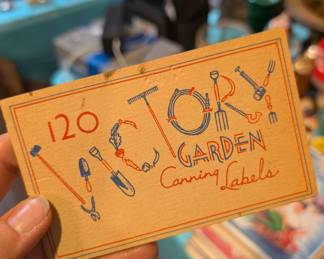 120
VICTORY
GARDEN
Canning Labels